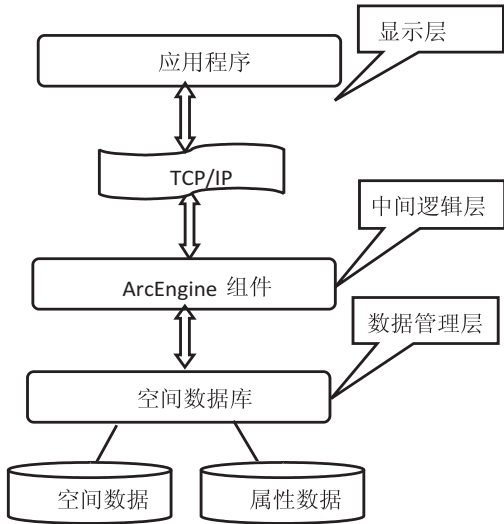 显示层
应用程序
TCP/IP
中间逻辑层
ArcEngine 组件
数据管理层
空间数据库
空间数据
属性数据